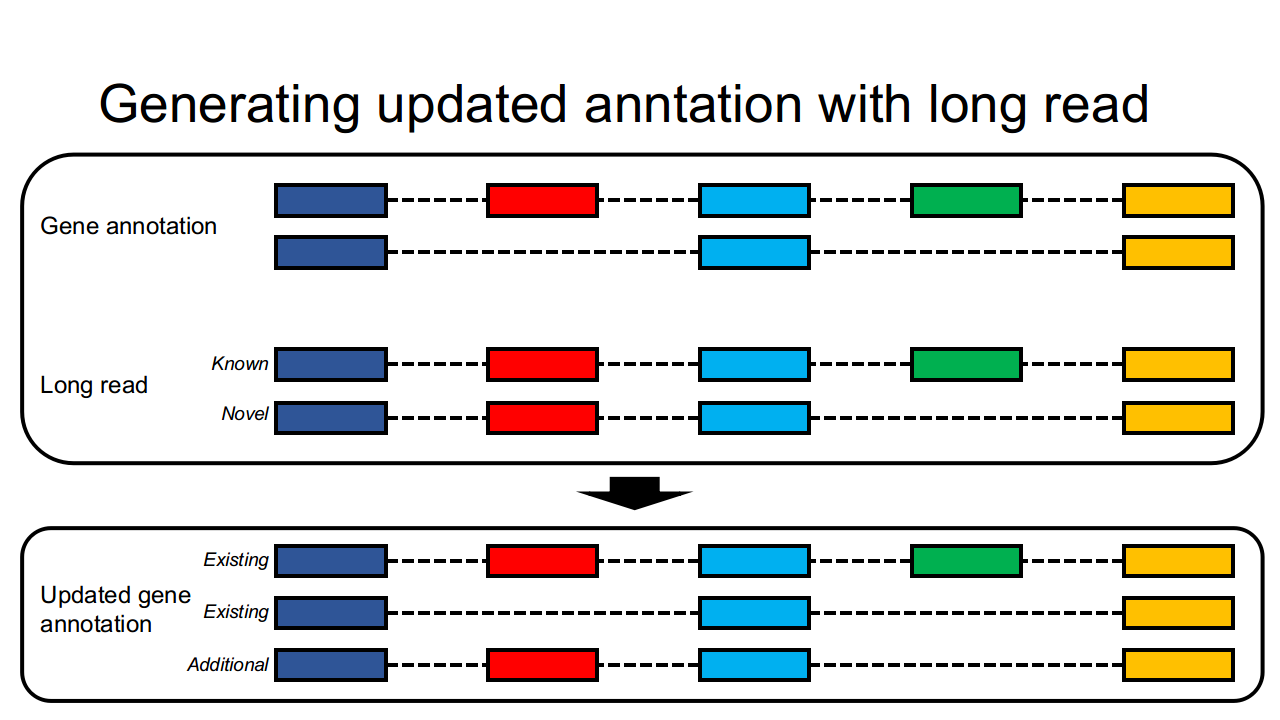 Generating updated anntation with long read
Gene annotation
Known
Long read
Novel
Existing
Updated gene
annotation
Existing
Additional